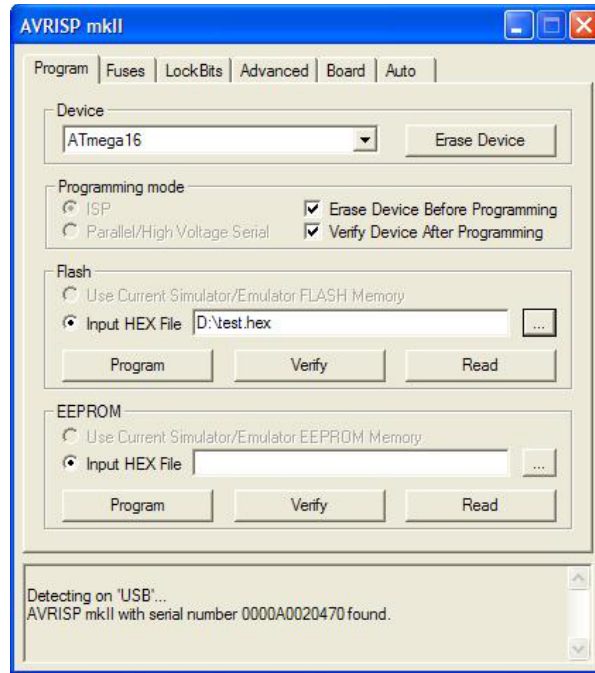 AVRISP mkII
Program Fuses LockBits Advanced Board Auto
Device
ATmega16 Erase Device
Programming mode
ISP Erase Device Before Programming
Parallel/High Voltage Serial Verify Device After Programming
Flash
Use Current Simulator/Emulator FLASH Memory
Input HEX File D:\test.hex ...
Program Verify Read
EEPROM
Use Current Simulator/Emulator EEPROM Memory
Input HEX File ...
Program Verify Read
Detecting on 'USB'...
AVRISP mkII with serial number 0000A0020470 found.